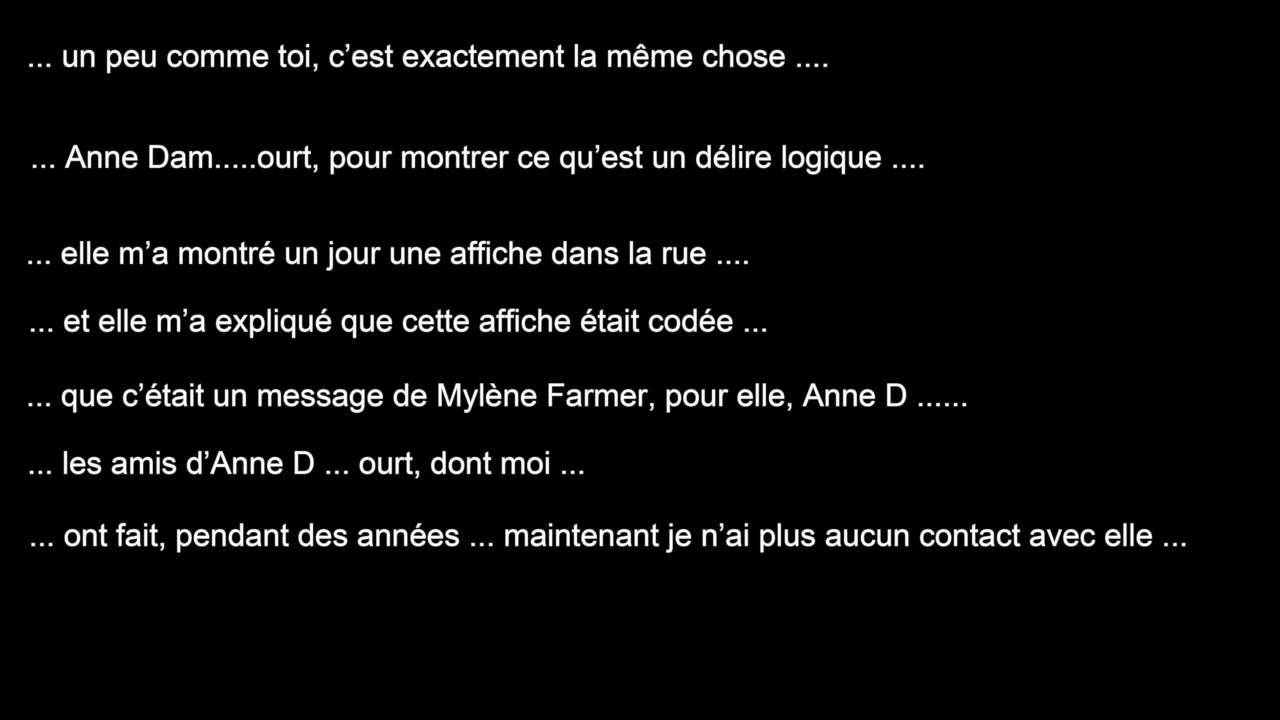 ... un peu comme toi, c’est exactement la même chose ....
... Anne Dam.....ourt, pour montrer ce qu’est un délire logique ....
... elle m’a montré un jour une affiche dans la rue ....
... et elle m’a expliqué que cette affiche était codée ...
... que c’était un message de Mylène Farmer, pour elle, Anne D ......
... les amis d’Anne D ... ourt, dont moi ...
... ont fait, pendant des années ... maintenant je n’ai plus aucun contact avec elle ...